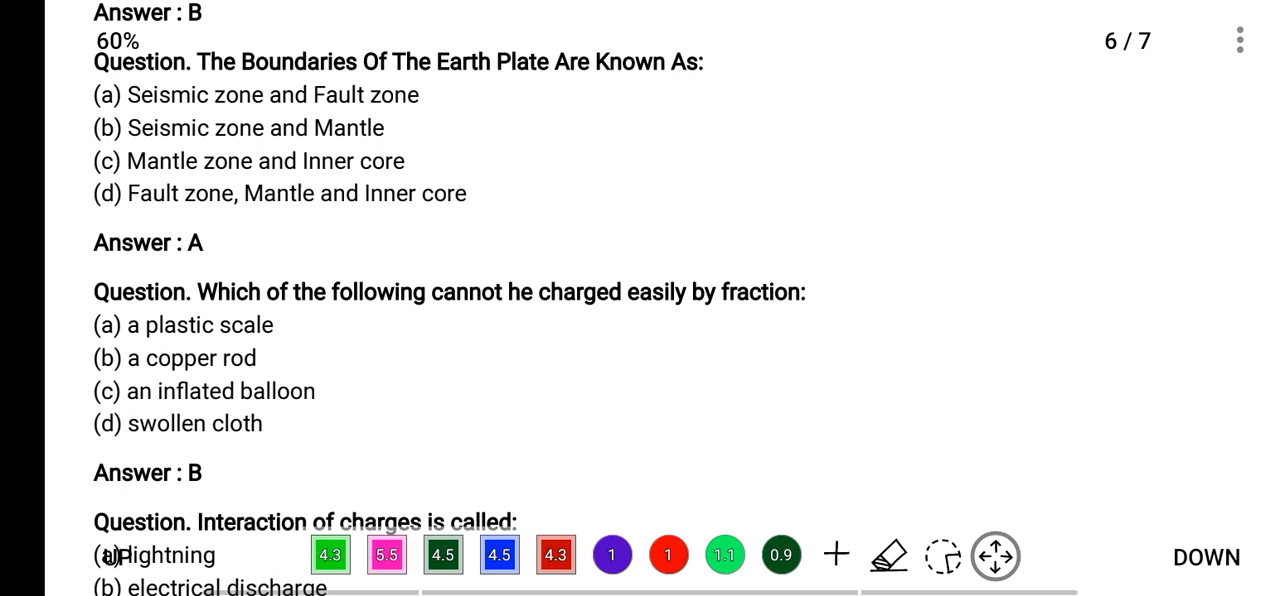 Answer : B
60%
6 / 7
Question. The Boundaries Of The Earth Plate Are Known As:
(a) Seismic zone and Fault zone
(b) Seismic zone and Mantle
(c) Mantle zone and Inner core
(d) Fault zone, Mantle and Inner core
Answer : A
Question. Which of the following cannot he charged easily by fraction:
(a) a plastic scale
(b) a copper rod
(c) an inflated balloon
(d) swollen cloth
Answer : B
Question. Interaction of charges is called:
(a) lightning
UP
4.3 5.5 4.5 4.5 4.3 1 1 1.1 0.9
DOWN
(b) electrical discharge